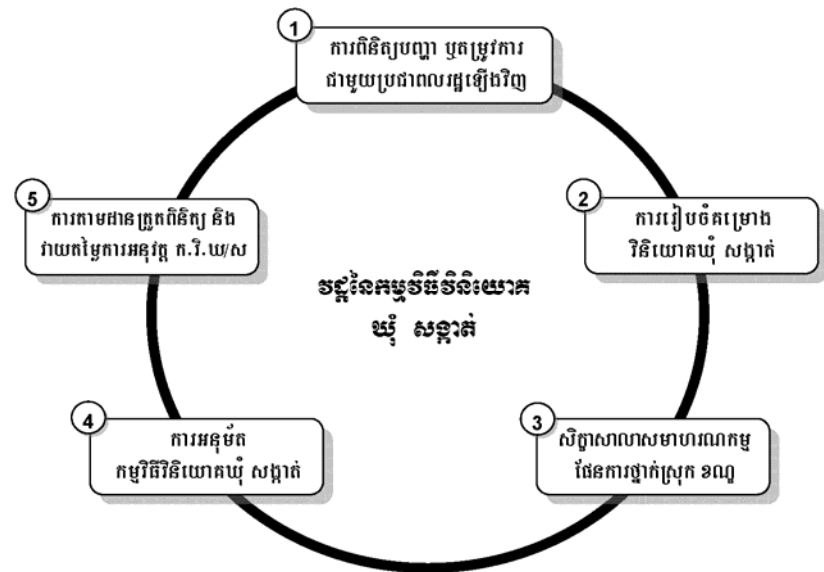 1
ការពិនិត្យបញ្ហា ឬតម្រូវការ
ជាមួយប្រជាពលរដ្ឋឡើងវិញ
2
ការរៀបចំគម្រោង
វិនិយោគឃុំ សង្កាត់
3
សិក្ខាសាលាសមាហរណកម្ម
ផែនការថ្នាក់ស្រុក ខណ្ឌ
4
ការអនុម័ត
កម្មវិធីវិនិយោគឃុំ សង្កាត់
5
ការតាមដានត្រួតពិនិត្យ និង
វាយតម្លៃការអនុវត្ត ក.វិ.ឃ/ស
វដ្តនៃកម្មវិធីវិនិយោគ
ឃុំ សង្កាត់